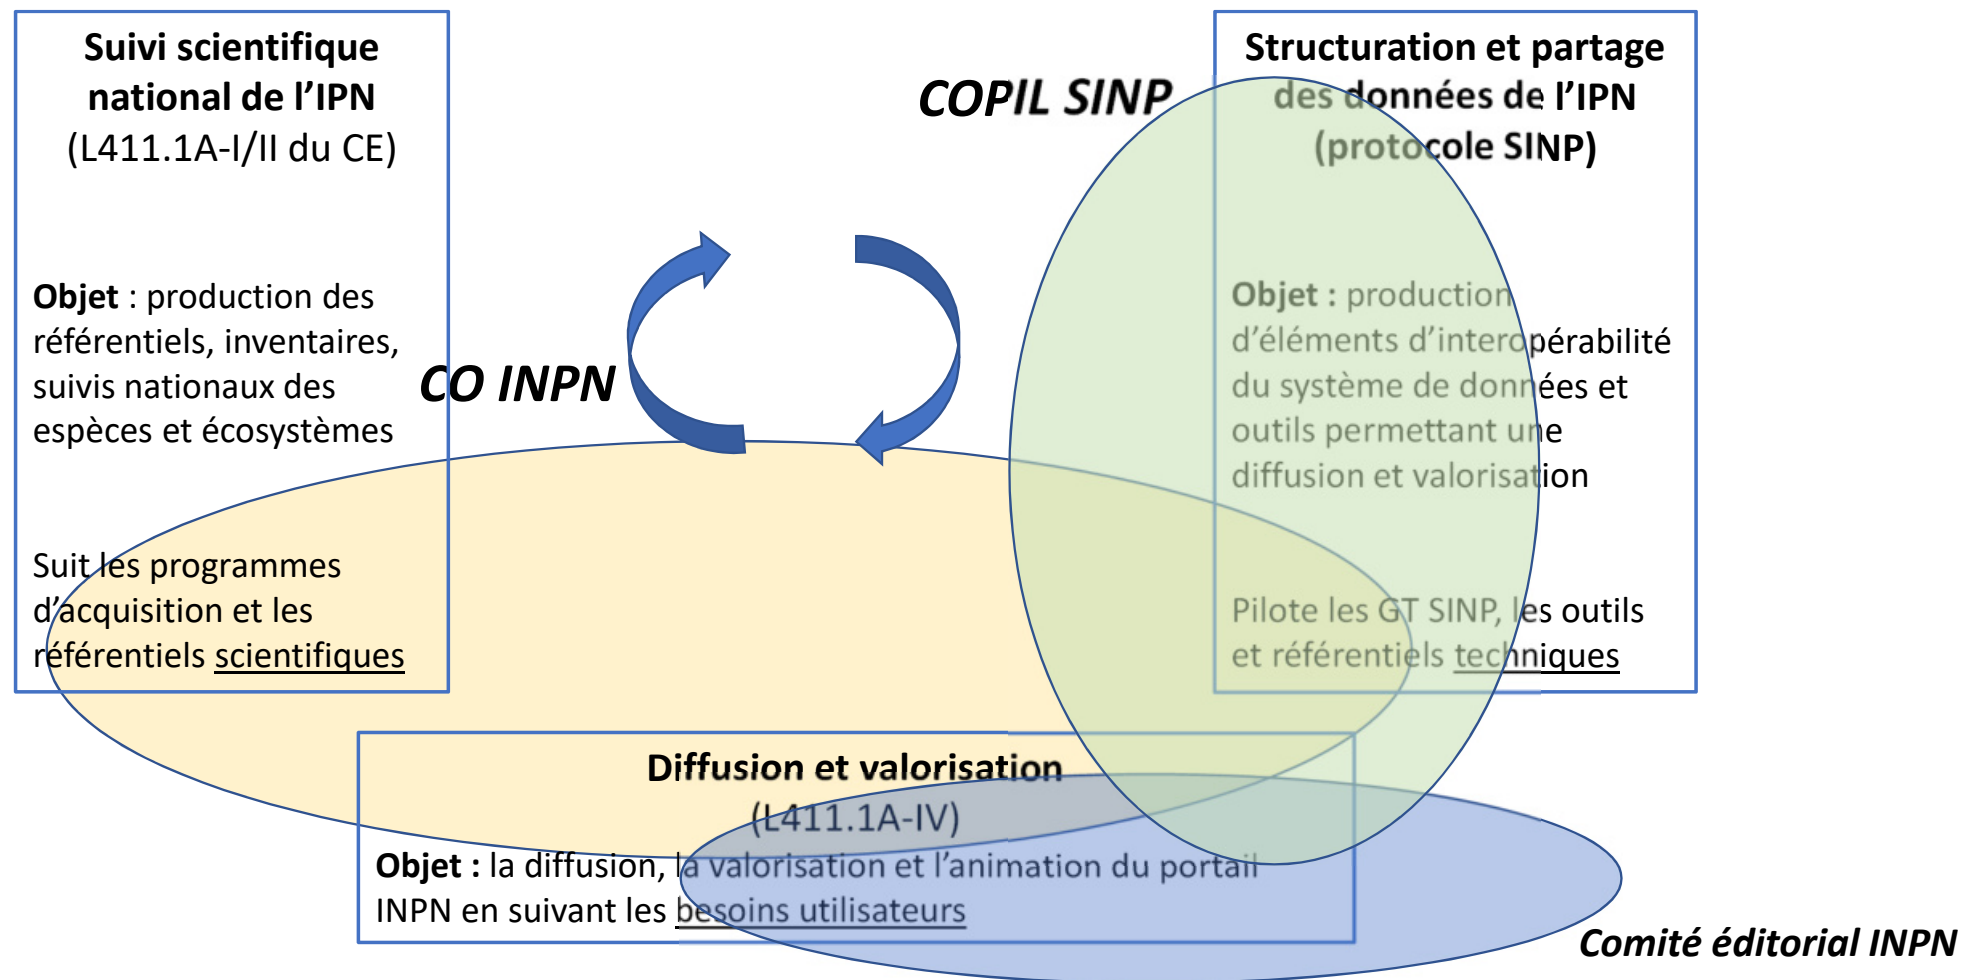 Suivi scientifique
national de l’IPN
(L411.1A-I/II du CE)
Objet : production des
référentiels, inventaires,
suivis nationaux des
espèces et écosystèmes
Suit les programmes
d’acquisition et les
référentiels scientifiques
CO INPN
COPIL SINP
Structuration et partage
des données de l’IPN
(protocole SINP)
Objet : production
d’éléments d’interopérabilité
du système de données et
outils permettant une
diffusion et valorisation
Pilote les GT SINP, les outils
et référentiels techniques
Diffusion et valorisation
(L411.1A-IV)
Objet : la diffusion, la valorisation et l’animation du portail
INPN en suivant les besoins utilisateurs
Comité éditorial INPN